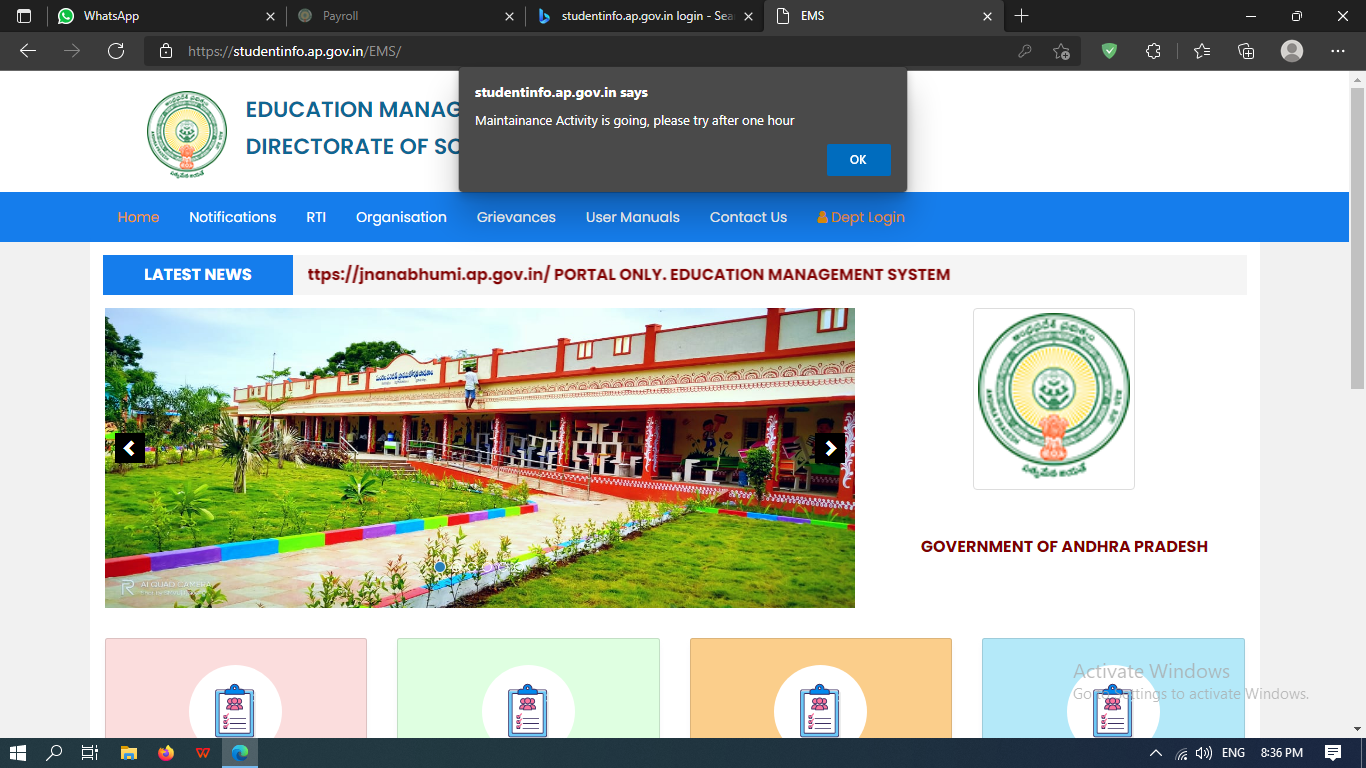 WhatsApp
Payroll
studentinfo.ap.gov.in login - Sea
EMS
https://studentinfo.ap.gov.in/EMS/
studentinfo.ap.gov.in says
Maintainance Activity is going, please try after one hour
OK
EDUCATION MANAG
DIRECTORATE OF SC
Home Notifications RTI Organisation Grievances User Manuals Contact Us Dept Login
LATEST NEWS
ttps://jnanabhumi.ap.gov.in/ PORTAL ONLY. EDUCATION MANAGEMENT SYSTEM
GOVERNMENT OF ANDHRA PRADESH
AI QUAD CAMERA
Activate Windows
Go to Settings to activate Windows.
ENG 8:36 PM